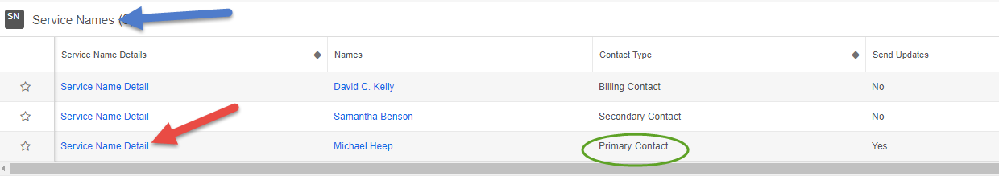 SN Service Names
Service Name Details Names Contact Type Send Updates
Service Name Detail David C. Kelly Billing Contact No
Service Name Detail Samantha Benson Secondary Contact No
Service Name Detail Michael Heep Primary Contact Yes